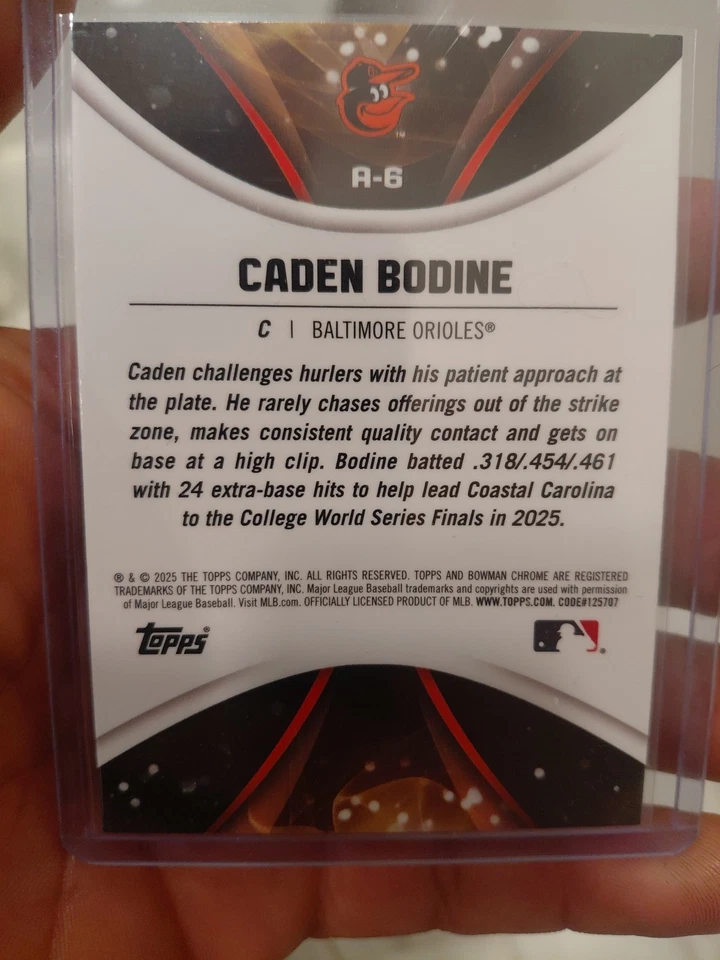 A-6
CADEN BODINE
C | BALTIMORE ORIOLES®
Caden challenges hurlers with his patient approach at
the plate. He rarely chases offerings out of the strike
zone, makes consistent quality contact and gets on
base at a high clip. Bodine batted .318/.454/.461
with 24 extra-base hits to help lead Coastal Carolina
to the College World Series Finals in 2025.
® & © 2025 THE TOPPS COMPANY, INC. ALL RIGHTS RESERVED. TOPPS AND BOWMAN CHROME ARE REGISTERED
TRADEMARKS OF THE TOPPS COMPANY, INC. Major League Baseball trademarks and copyrights are used with permission
of Major League Baseball. Visit MLB.com. OFFICIALLY LICENSED PRODUCT OF MLB. WWW.TOPPS.COM. CODE#125707
Topps®